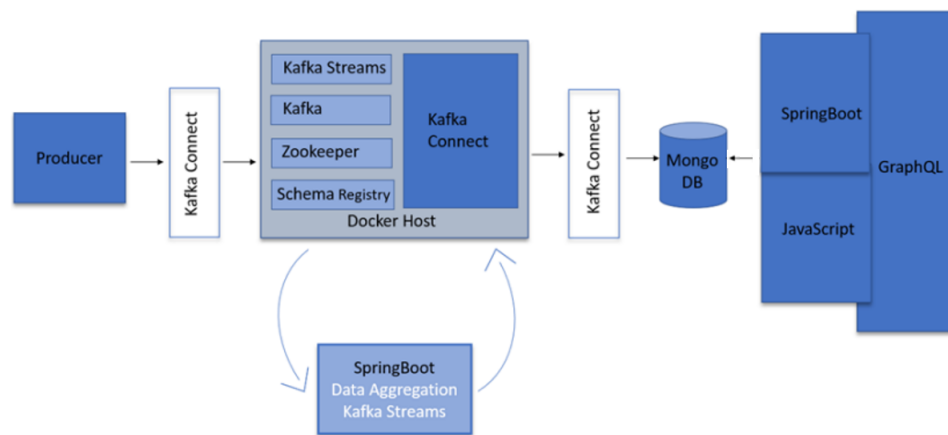 Producer
Kafka Connect
Kafka Streams
Kafka
Zookeeper
Schema Registry
Kafka
Connect
Docker Host
Kafka Connect
Mongo
DB
SpringBoot
JavaScript
GraphQL
SpringBoot
Data Aggregation
Kafka Streams